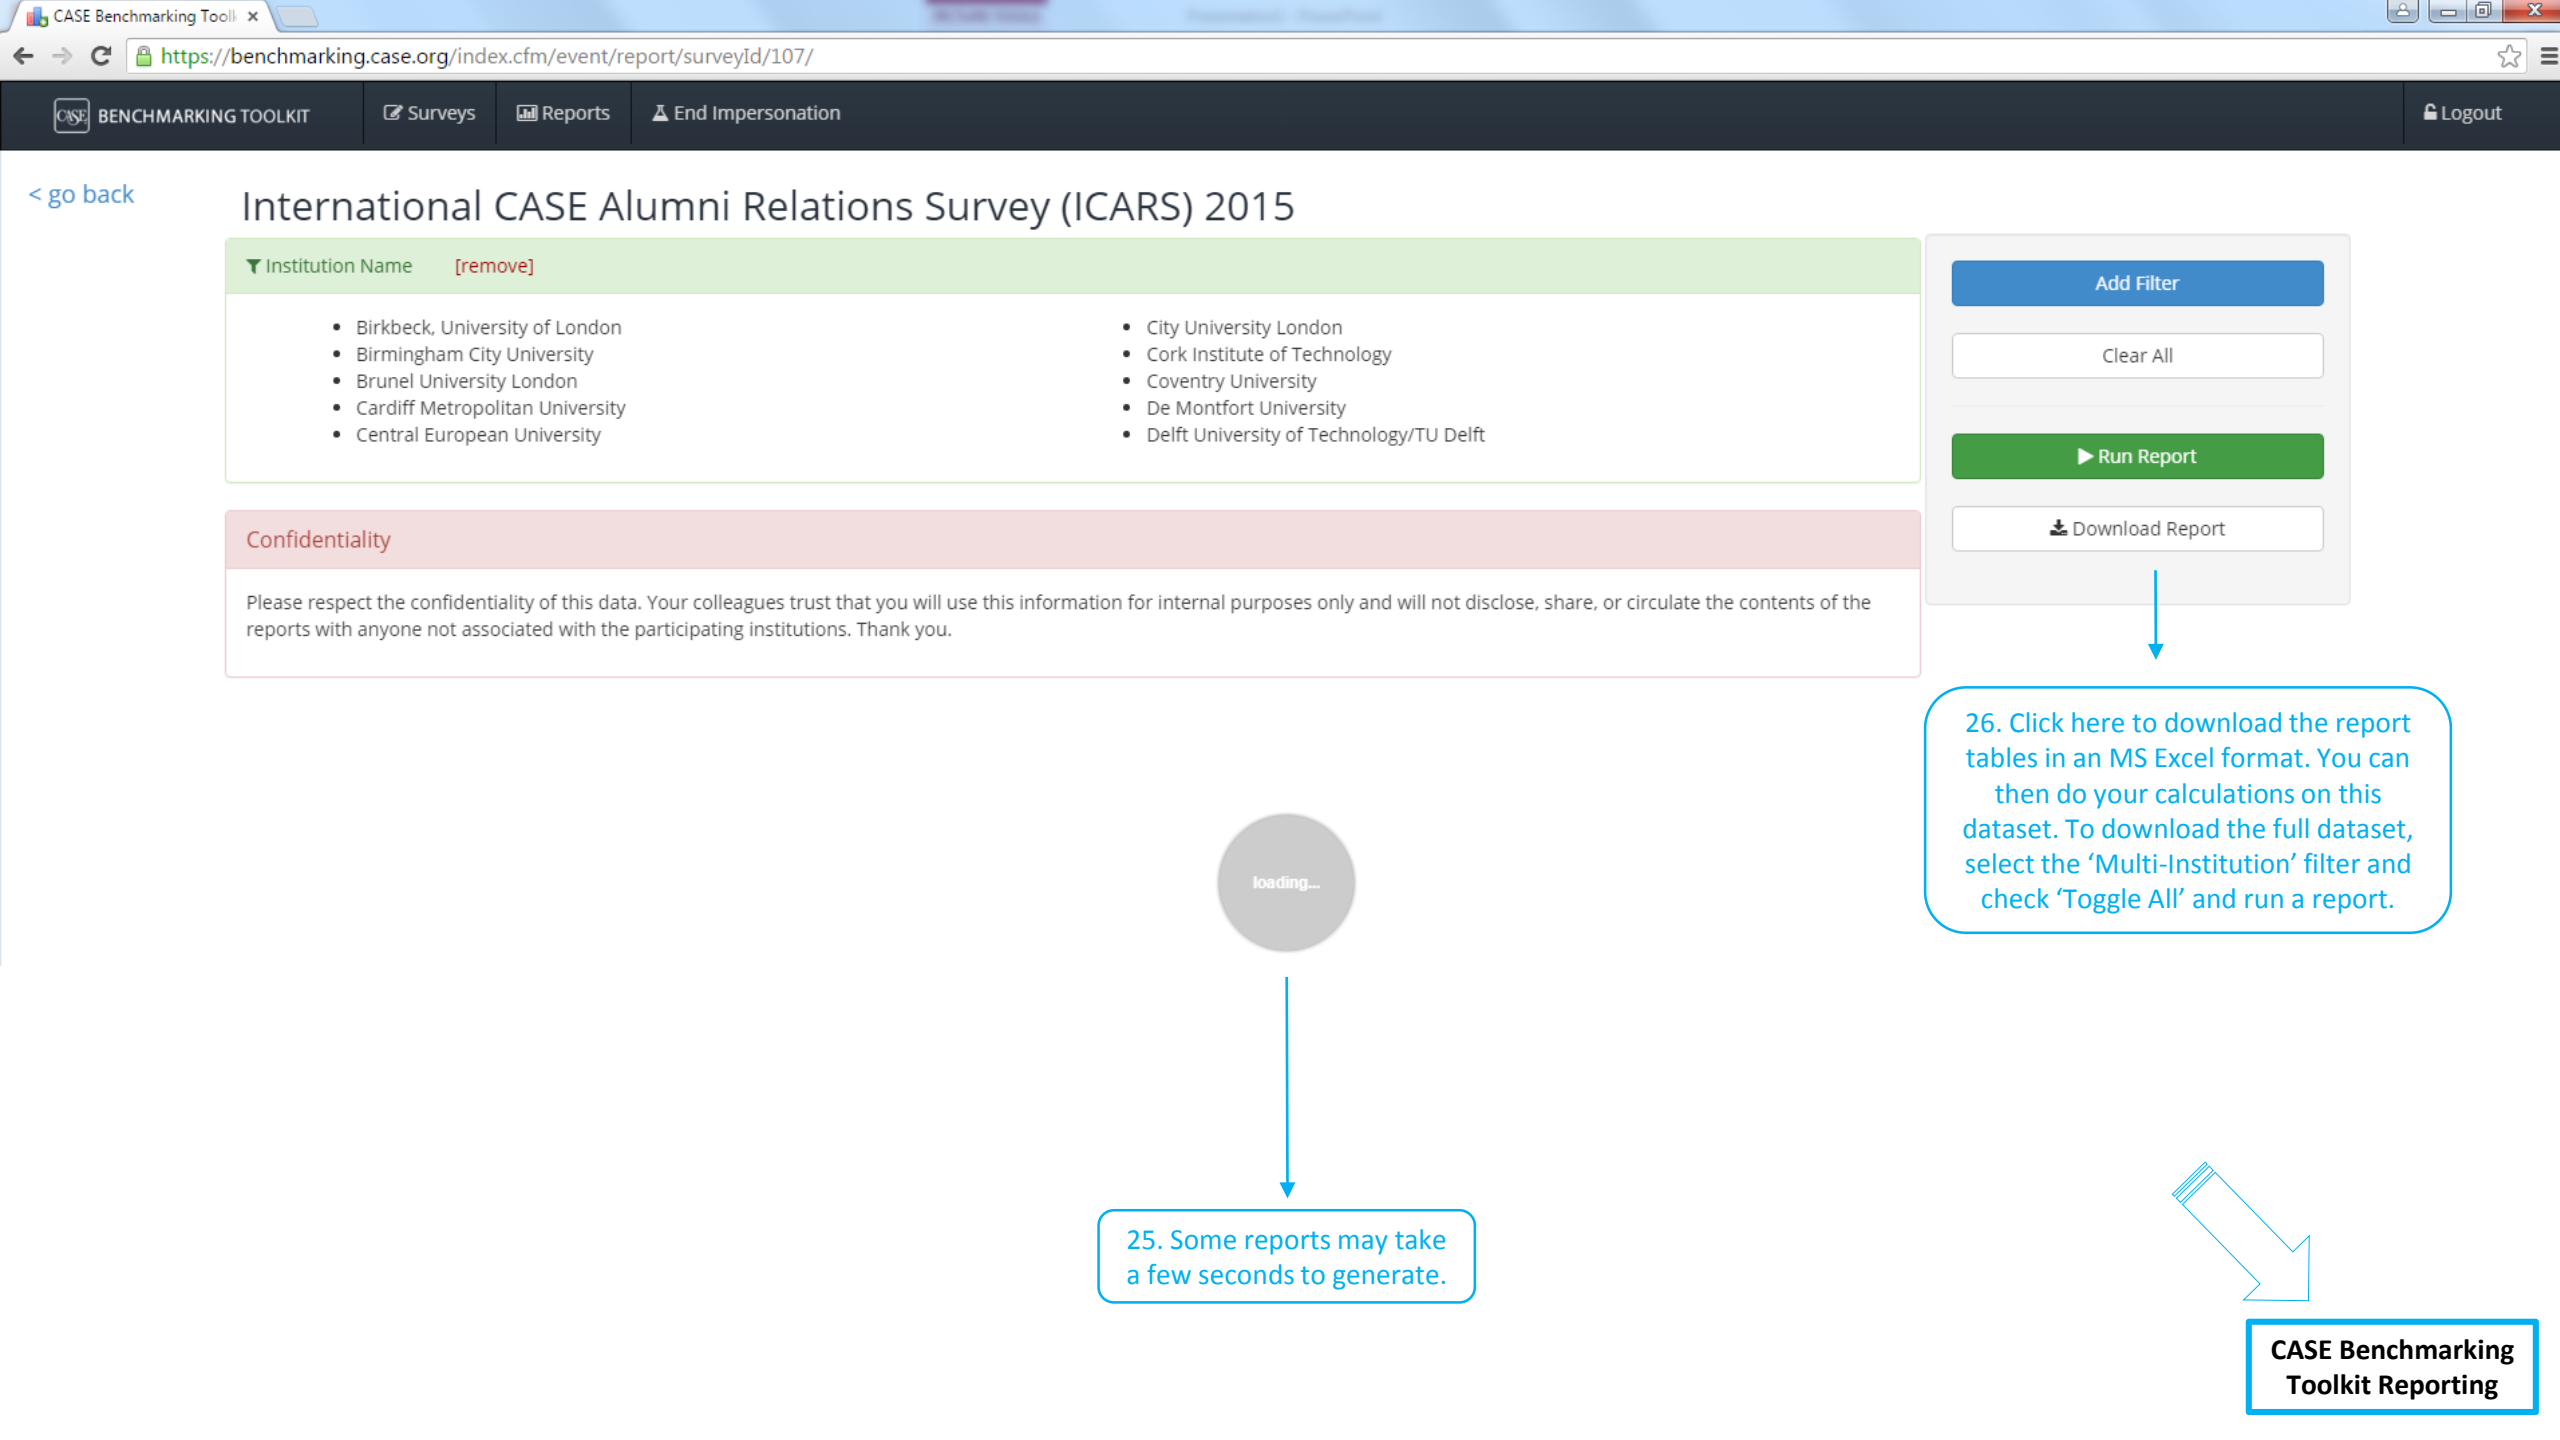 CASE Benchmarking Tool
https://benchmarking.case.org/index.cfm/event/report/surveyId/107/
CASE BENCHMARKING TOOLKIT
Surveys
Reports
End Impersonation
Logout
< go back
International CASE Alumni Relations Survey (ICARS) 2015
Institution Name [remove]
Birkbeck, University of London
Birmingham City University
Brunel University London
Cardiff Metropolitan University
Central European University
City University London
Cork Institute of Technology
Coventry University
De Montfort University
Delft University of Technology/TU Delft
Add Filter
Clear All
Run Report
Download Report
Confidentiality
Please respect the confidentiality of this data. Your colleagues trust that you will use this information for internal purposes only and will not disclose, share, or circulate the contents of the
reports with anyone not associated with the participating institutions. Thank you.
26. Click here to download the report
tables in an MS Excel format. You can
then do your calculations on this
dataset. To download the full dataset,
select the ‘Multi-Institution’ filter and
check ‘Toggle All’ and run a report.
loading...
25. Some reports may take
a few seconds to generate.
CASE Benchmarking
Toolkit Reporting